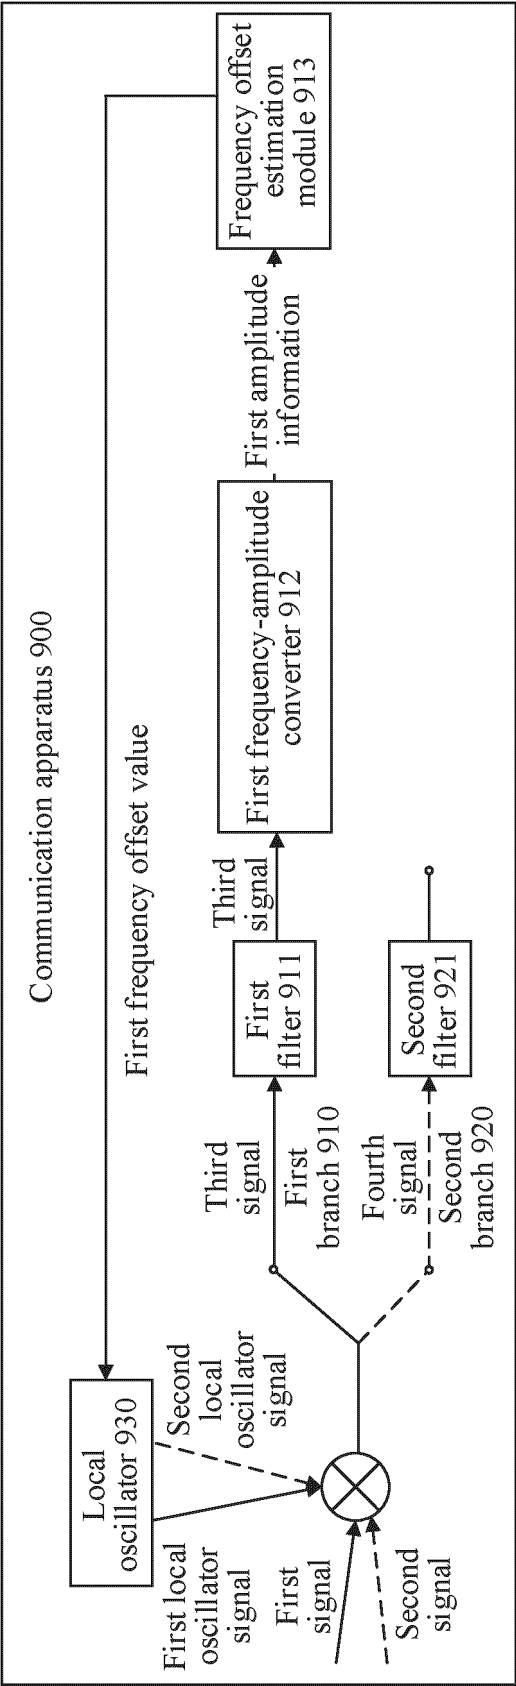 Communication apparatus 900
First frequency offset value
Local
oscillator 930
First local
oscillator
signal
Second local
oscillator
signal
First
signal
Second
signal
Third
signal
First
branch 910
First
filter 911
Third
signal
First frequency-amplitude
converter 912
First amplitude
information
Frequency offset
estimation
module 913
Fourth
signal
Second
branch 920
Second
filter 921